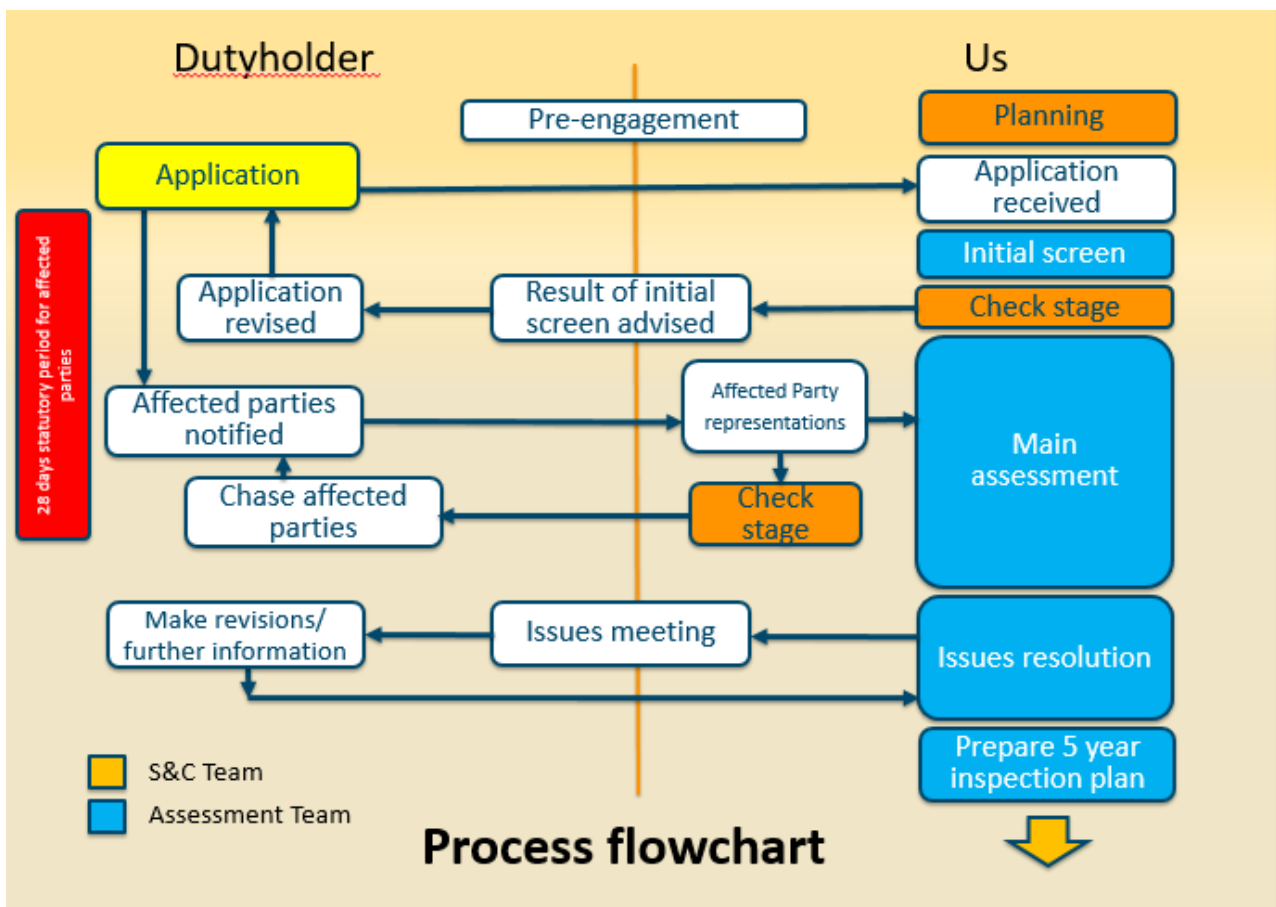 Dutyholder
Us
Pre-engagement
Planning
Application
Application
received
Initial screen
28 days statutory period for affected
parties
Application
revised
Result of initial
screen advised
Check stage
Affected parties
notified
Affected Party
representations
Main
assessment
Chase affected
parties
Check
stage
Make revisions/
further information
Issues meeting
Issues resolution
Prepare 5 year
inspection plan
S&C Team
Assessment Team
Process flowchart